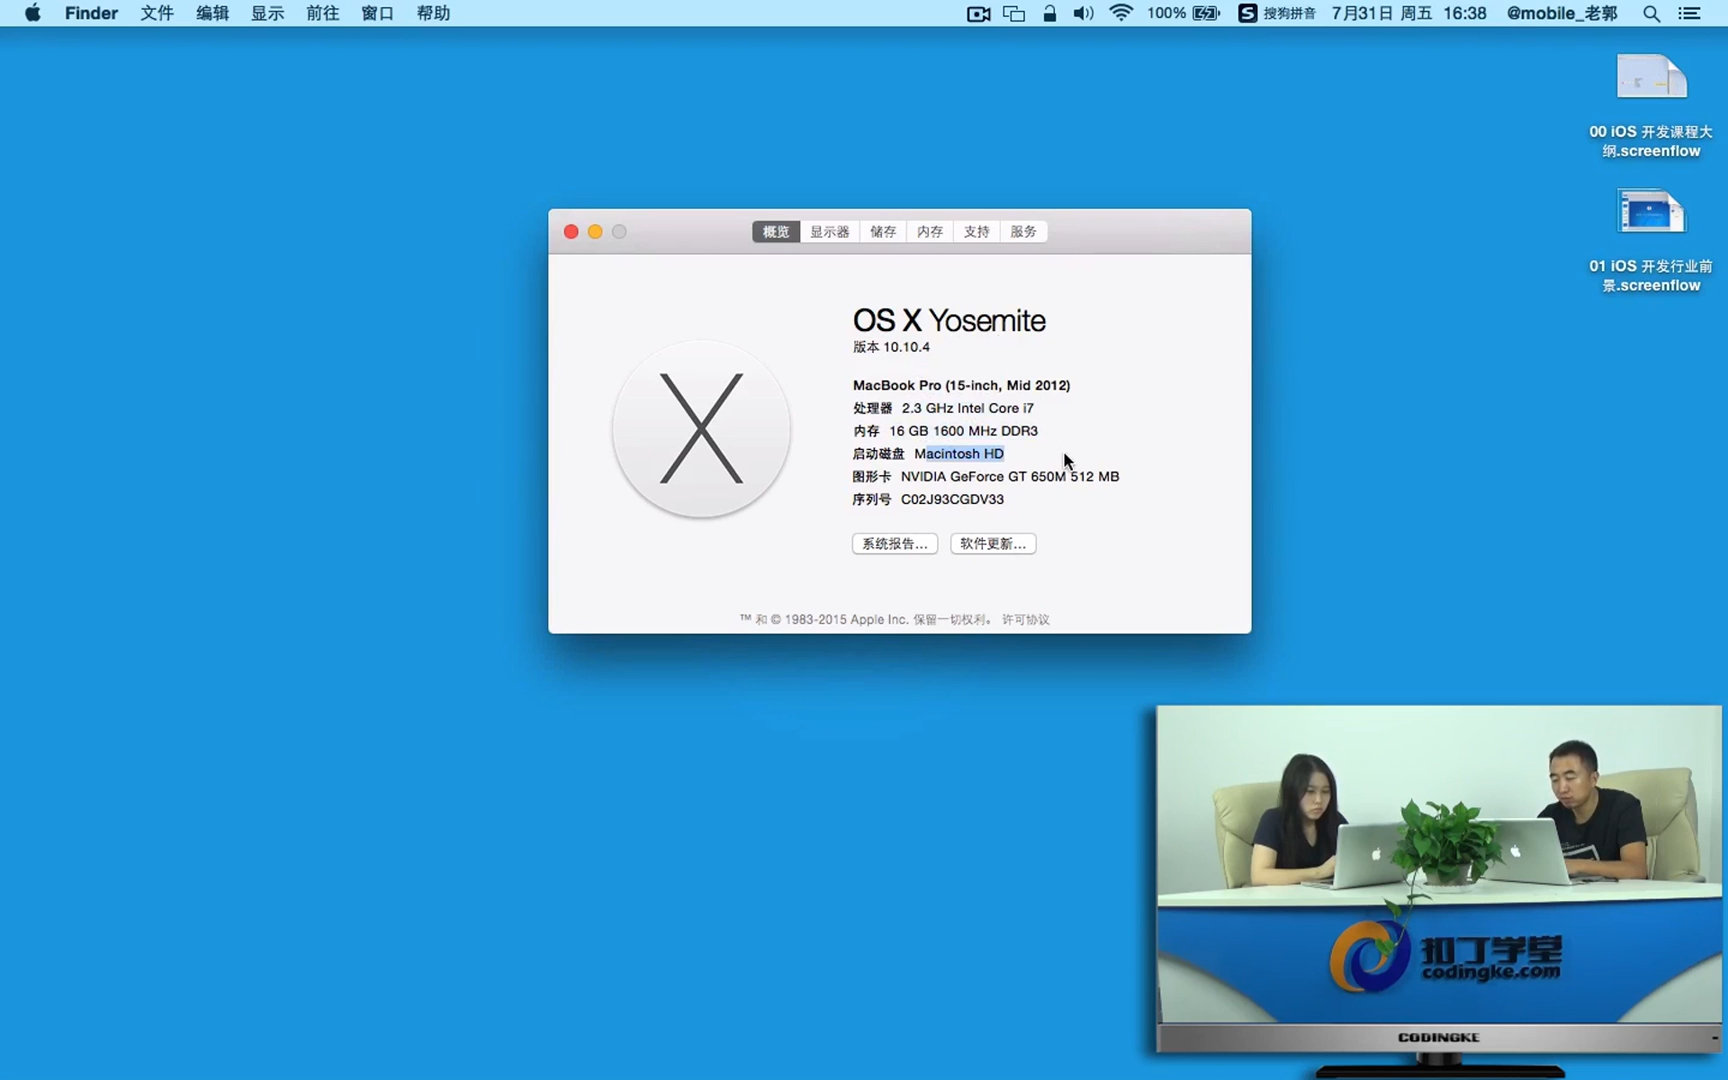 Finder 文件 编辑 显示 前往 窗口 帮助 100% S 搜狗拼音 7月31日 周五 16:38 @mobile_老郭
00 iOS 开发课程大
纲.screenflow
01 iOS 开发行业前
景.screenflow
概览 显示器 储存 内存 支持 服务
OS X Yosemite
版本 10.10.4
MacBook Pro (15-inch, Mid 2012)
处理器 2.3 GHz Intel Core i7
内存 16 GB 1600 MHz DDR3
启动磁盘 Macintosh HD
图形卡 NVIDIA GeForce GT 650M 512 MB
序列号 C02J93CGDV33
系统报告... 软件更新...
™ 和 © 1983-2015 Apple Inc. 保留一切权利。 许可协议
扣丁学堂
codingke.com
CODINGKE